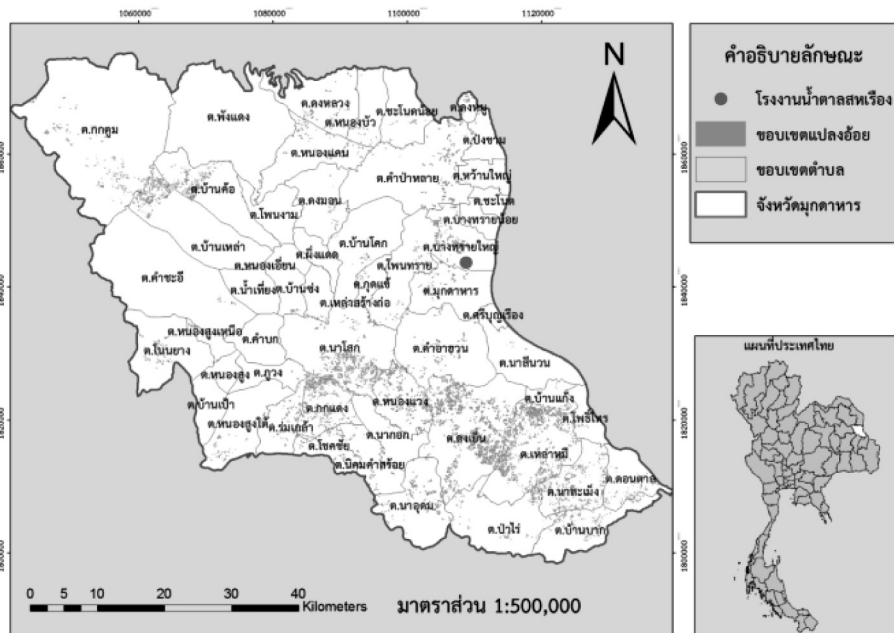 1060000 1080000 1100000 1120000
N
1860000 1860000
1840000 1840000
1820000 1820000
1800000 1800000
ต.กกตูม
ต.พังแดง
ต.ดงหลวง
ต.หนองบัว
ต.ชะโนดน้อย
ต.ดงหมู
ต.ป่งขาม
ต.หนองแคน
ต.คำป่าหลาย
ต.หว้านใหญ่
ต.บ้านค้อ
ต.ดงมอน
ต.ชะโนด
ต.โพนงาม
ต.บางทรายน้อย
ต.บ้านเหล่า
ต.ผึ่งแดด
ต.บ้านโคก
ต.บางทรายใหญ่
ต.หนองเอี่ยน
ต.โพนทราย
ต.คำชะอี
ต.น้ำเที่ยง
ต.บ้านซ่ง
ต.กุดแข้
ต.มุกดาหาร
ต.เหล่าสร้างถ่อ
ต.ศรีบุญเรือง
ต.หนองสูงเหนือ
ต.คำบก
ต.โนนยาง
ต.นาโสก
ต.คำอาฮวน
ต.นาสีนวน
ต.หนองสูง
ต.ภูวง
ต.บ้านเป้า
ต.กกแดง
ต.หนองแวง
ต.บ้านแก้ง
ต.โพธิ์ไทร
ต.หนองสูงใต้
ต.ร่มเกล้า
ต.นากอก
ต.ดงเย็น
ต.โชคชัย
ต.เหล่าหมี
ต.นิคมคำสร้อย
ต.นาสะเม็ง
ต.ดอนตาล
ต.นาอุดม
ต.ป่าไร่
ต.บ้านบาก
0 5 10 20 30 40
Kilometers
มาตราส่วน 1:500,000
คำอธิบายลักษณะ
โรงงานน้ำตาลสหเรือง
ขอบเขตแปลงอ้อย
ขอบเขตตำบล
จังหวัดมุกดาหาร
แผนที่ประเทศไทย